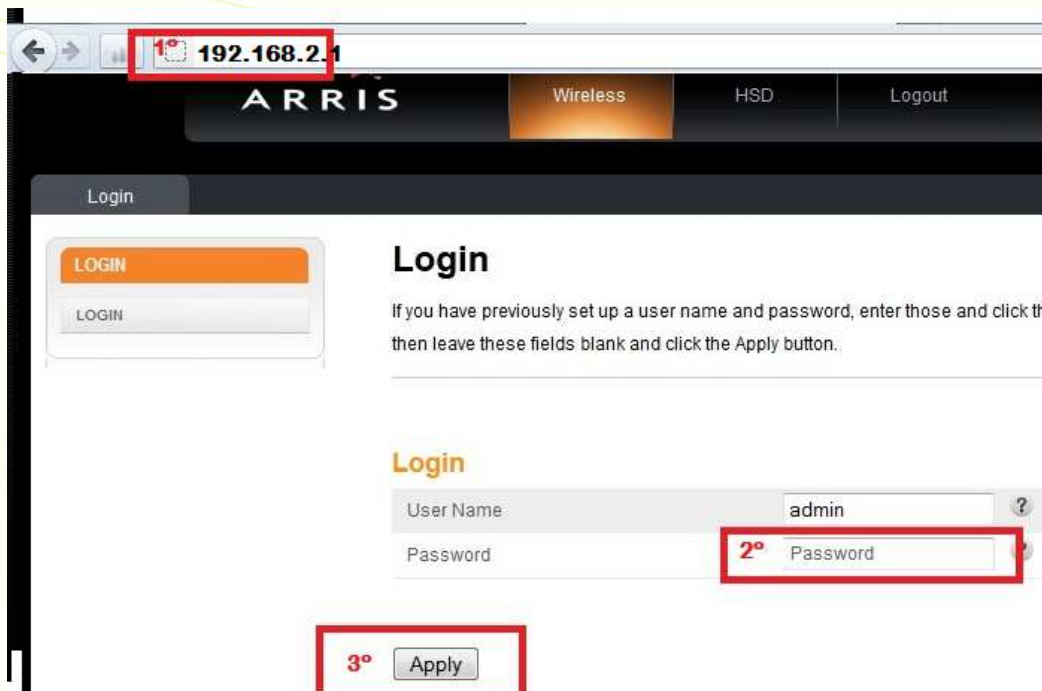 1º 192.168.2.1
ARRIS Wireless HSD Logout
Login
LOGIN
LOGIN
Login
If you have previously set up a user name and password, enter those and click
then leave these fields blank and click the Apply button.
Login
User Name admin ?
Password 2º Password
3º Apply